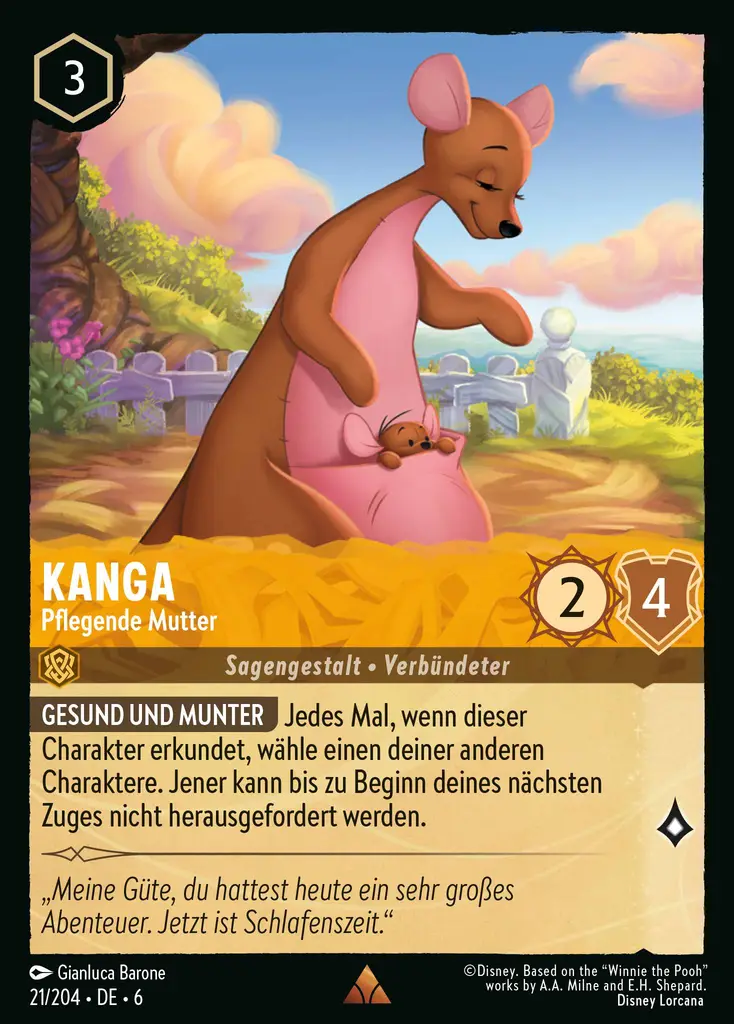 3
KANGA
Pflegende Mutter
2
4
Sagengestalt • Verbündeter
GESUND UND MUNTER Jedes Mal, wenn dieser
Charakter erkundet, wähle einen deiner anderen
Charaktere. Jener kann bis zu Beginn deines nächsten
Zuges nicht herausgefordert werden.
„Meine Güte, du hattest heute ein sehr großes
Abenteuer. Jetzt ist Schlafenszeit.“
Gianluca Barone
21/204 • DE • 6
©Disney. Based on the “Winnie the Pooh”
works by A.A. Milne and E.H. Shepard.
Disney Lorcana